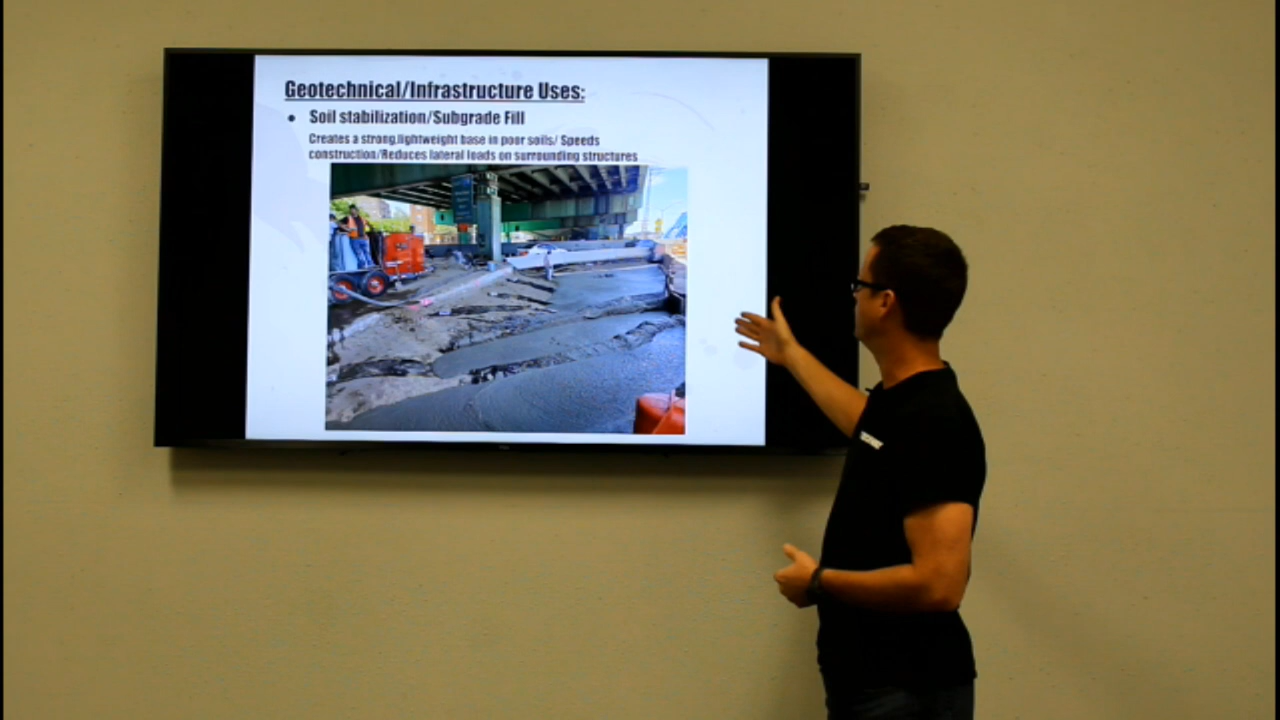 Geotechnical/Infrastructure Uses:
● Soil stabilization/Subgrade Fill
Creates a strong,lightweight base in poor soils/ Speeds
construction/Reduces lateral loads on surrounding structures